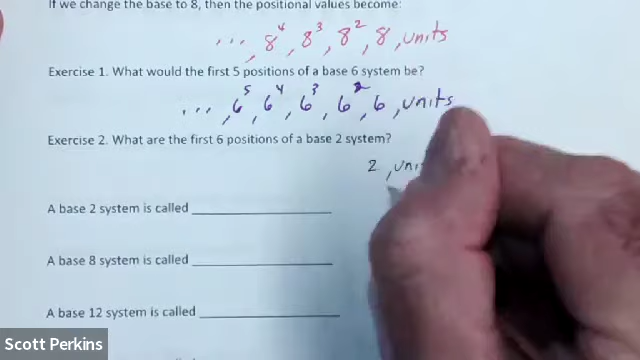 If we change the base to 8, then the positional values become:
..., 8⁴, 8³, 8², 8, units
Exercise 1. What would the first 5 positions of a base 6 system be?
..., 6⁵, 6⁴, 6³, 6², 6, units
Exercise 2. What are the first 6 positions of a base 2 system?
2, uni
A base 2 system is called
A base 8 system is called
A base 12 system is called
Scott Perkins